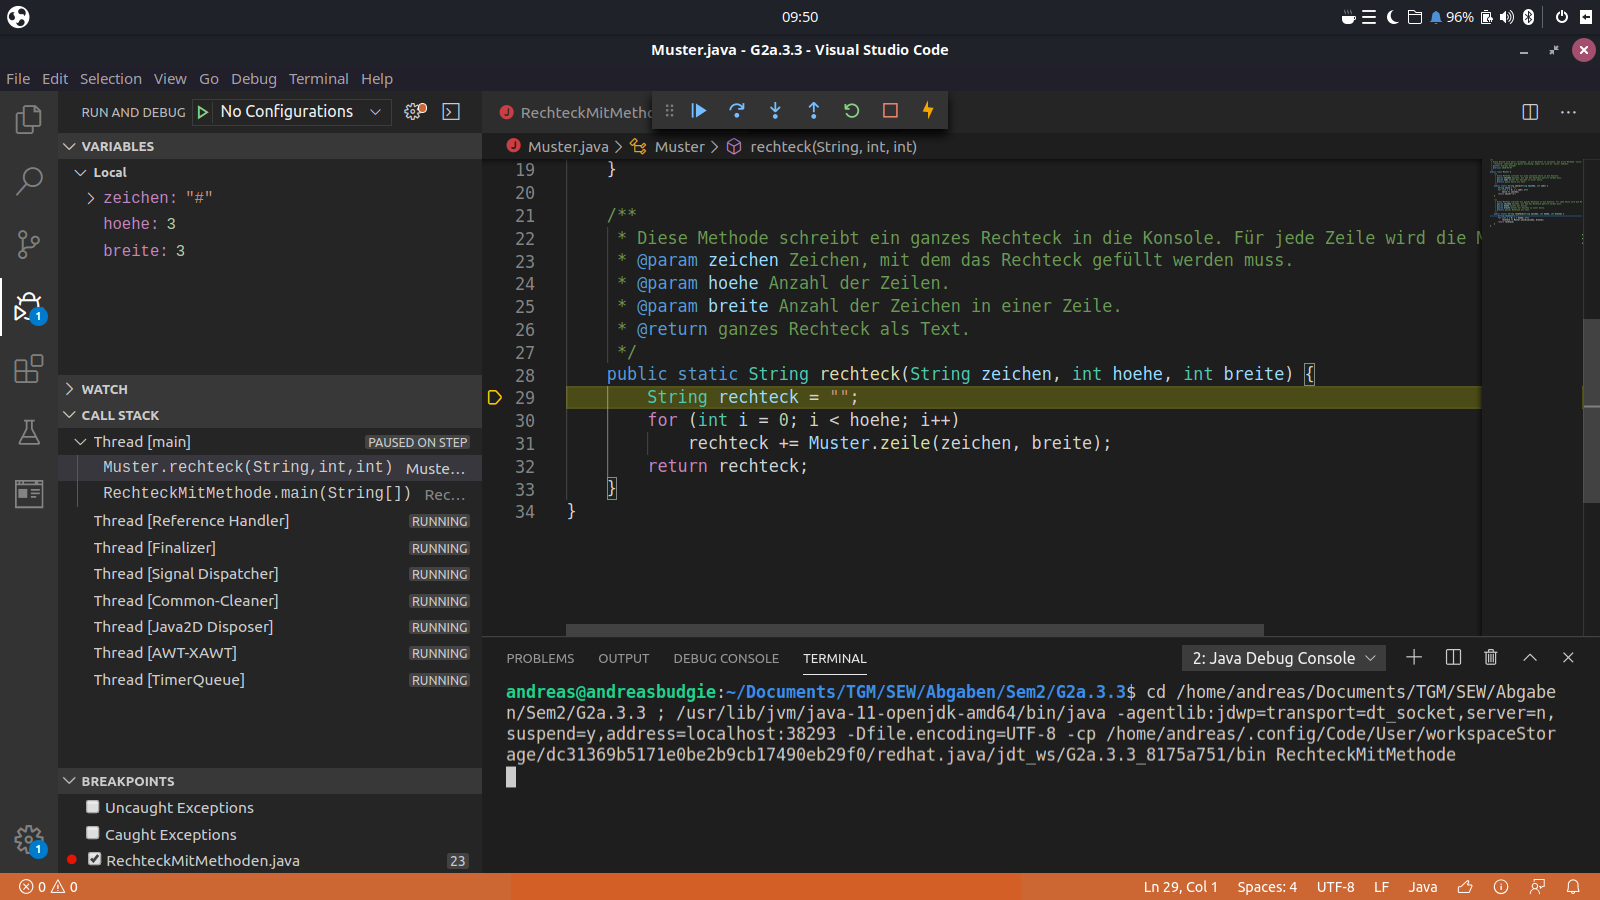 09:50
96%
Muster.java - G2a.3.3 - Visual Studio Code
File Edit Selection View Go Debug Terminal Help
RUN AND DEBUG No Configurations
VARIABLES
Local
zeichen: "#"
hoehe: 3
breite: 3
WATCH
CALL STACK
Thread [main] PAUSED ON STEP
Muster.rechteck(String,int,int) Muste...
RechteckMitMethode.main(String[]) Rec...
Thread [Reference Handler] RUNNING
Thread [Finalizer] RUNNING
Thread [Signal Dispatcher] RUNNING
Thread [Common-Cleaner] RUNNING
Thread [Java2D Disposer] RUNNING
Thread [AWT-XAWT] RUNNING
Thread [TimerQueue] RUNNING
BREAKPOINTS
Uncaught Exceptions
Caught Exceptions
RechteckMitMethoden.java 23
1
1
RechteckMitMetho
Muster.java > Muster > rechteck(String, int, int)
19 }
20
21 /**
22 * Diese Methode schreibt ein ganzes Rechteck in die Konsole. Für jede Zeile wird die M
23 * @param zeichen Zeichen, mit dem das Rechteck gefüllt werden muss.
24 * @param hoehe Anzahl der Zeilen.
25 * @param breite Anzahl der Zeichen in einer Zeile.
26 * @return ganzes Rechteck als Text.
27 */
28 public static String rechteck(String zeichen, int hoehe, int breite) {
29 String rechteck = "";
30 for (int i = 0; i < hoehe; i++)
31 rechteck += Muster.zeile(zeichen, breite);
32 return rechteck;
33 }
34 }
PROBLEMS OUTPUT DEBUG CONSOLE TERMINAL 2: Java Debug Console
andreas@andreasbudgie:~/Documents/TGM/SEW/Abgaben/Sem2/G2a.3.3$ cd /home/andreas/Documents/TGM/SEW/Abgabe
n/Sem2/G2a.3.3 ; /usr/lib/jvm/java-11-openjdk-amd64/bin/java -agentlib:jdwp=transport=dt_socket,server=n,
suspend=y,address=localhost:38293 -Dfile.encoding=UTF-8 -cp /home/andreas/.config/Code/User/workspaceStor
age/dc31369b5171e0be2b9cb17490eb29f0/redhat.java/jdt_ws/G2a.3.3_8175a751/bin RechteckMitMethode
0 0
Ln 29, Col 1 Spaces: 4 UTF-8 LF Java